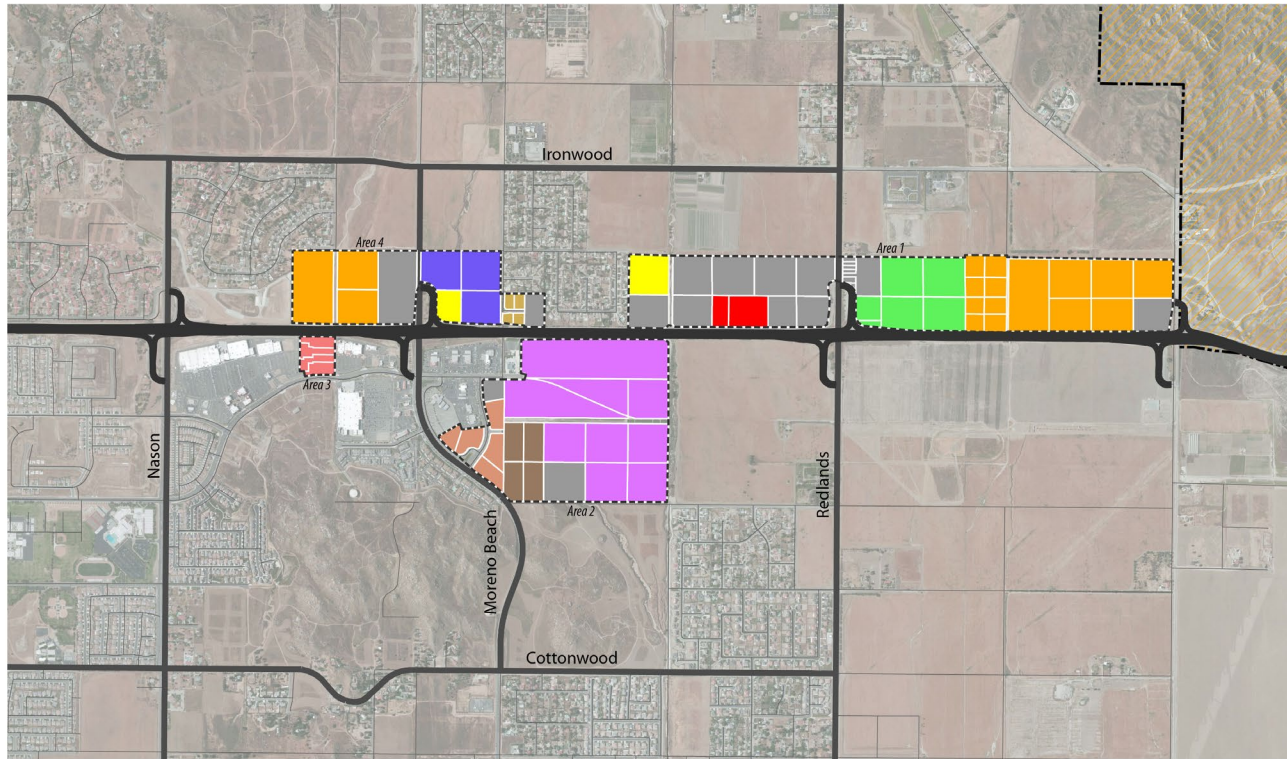 Ironwood
Area 4
Area 1
Area 3
Nason
Moreno Beach
Area 2
Redlands
Cottonwood